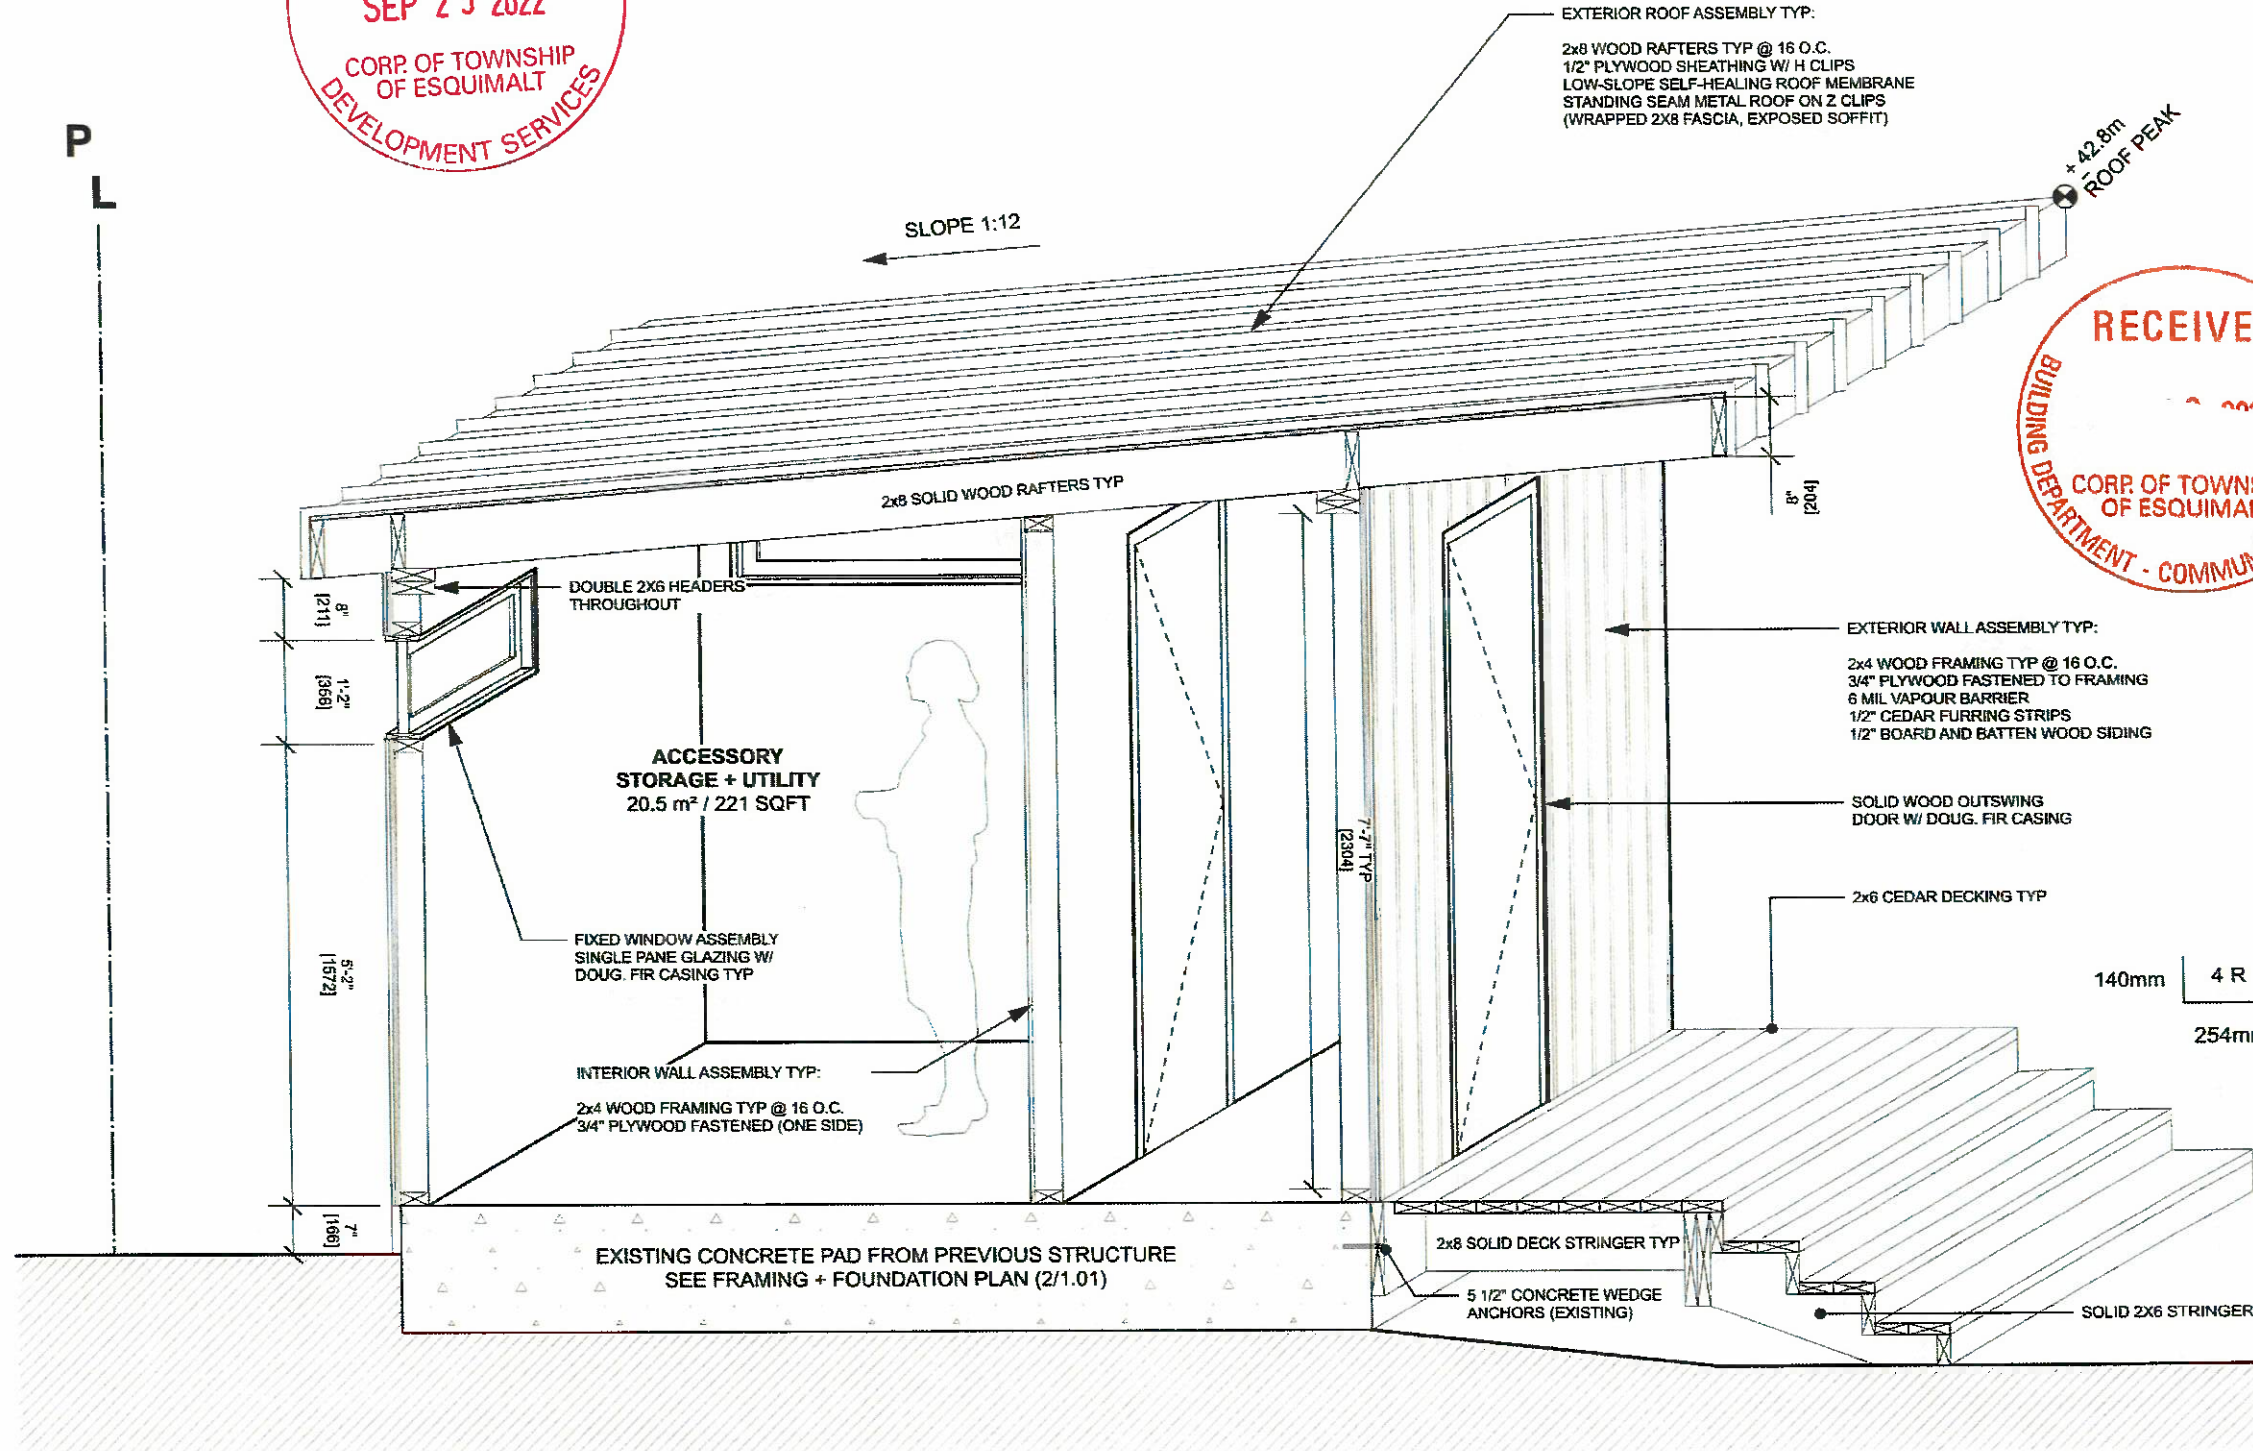 SEP 2 2022
CORP. OF TOWNSHIP
OF ESQUIMALT
DEVELOPMENT SERVICES
P
L
EXTERIOR ROOF ASSEMBLY TYP:
2x8 WOOD RAFTERS TYP @ 16 O.C.
1/2" PLYWOOD SHEATHING W/ H CLIPS
LOW-SLOPE SELF-HEALING ROOF MEMBRANE
STANDING SEAM METAL ROOF ON Z CLIPS
(WRAPPED 2X8 FASCIA, EXPOSED SOFFIT)
+ 42.8m
ROOF PEAK
SLOPE 1:12
RECEIVE
CORP. OF TOWNS
OF ESQUIMAL
BUILDING DEPARTMENT - COMMUN
2x8 SOLID WOOD RAFTERS TYP
8"
[204]
DOUBLE 2X6 HEADERS
THROUGHOUT
8"
[211]
1'-2"
[366]
5'-2"
[1572]
7"
[166]
ACCESSORY
STORAGE + UTILITY
20.5 m² / 221 SQFT
7'-7" TYP
[2304]
EXTERIOR WALL ASSEMBLY TYP:
2x4 WOOD FRAMING TYP @ 16 O.C.
3/4" PLYWOOD FASTENED TO FRAMING
6 MIL VAPOUR BARRIER
1/2" CEDAR FURRING STRIPS
1/2" BOARD AND BATTEN WOOD SIDING
SOLID WOOD OUTSWING
DOOR W/ DOUG. FIR CASING
2x6 CEDAR DECKING TYP
FIXED WINDOW ASSEMBLY
SINGLE PANE GLAZING W/
DOUG. FIR CASING TYP
140mm
4 R
254m
INTERIOR WALL ASSEMBLY TYP:
2x4 WOOD FRAMING TYP @ 16 O.C.
3/4" PLYWOOD FASTENED (ONE SIDE)
EXISTING CONCRETE PAD FROM PREVIOUS STRUCTURE
SEE FRAMING + FOUNDATION PLAN (2/1.01)
2x8 SOLID DECK STRINGER TYP
5 1/2" CONCRETE WEDGE
ANCHORS (EXISTING)
SOLID 2X6 STRINGER